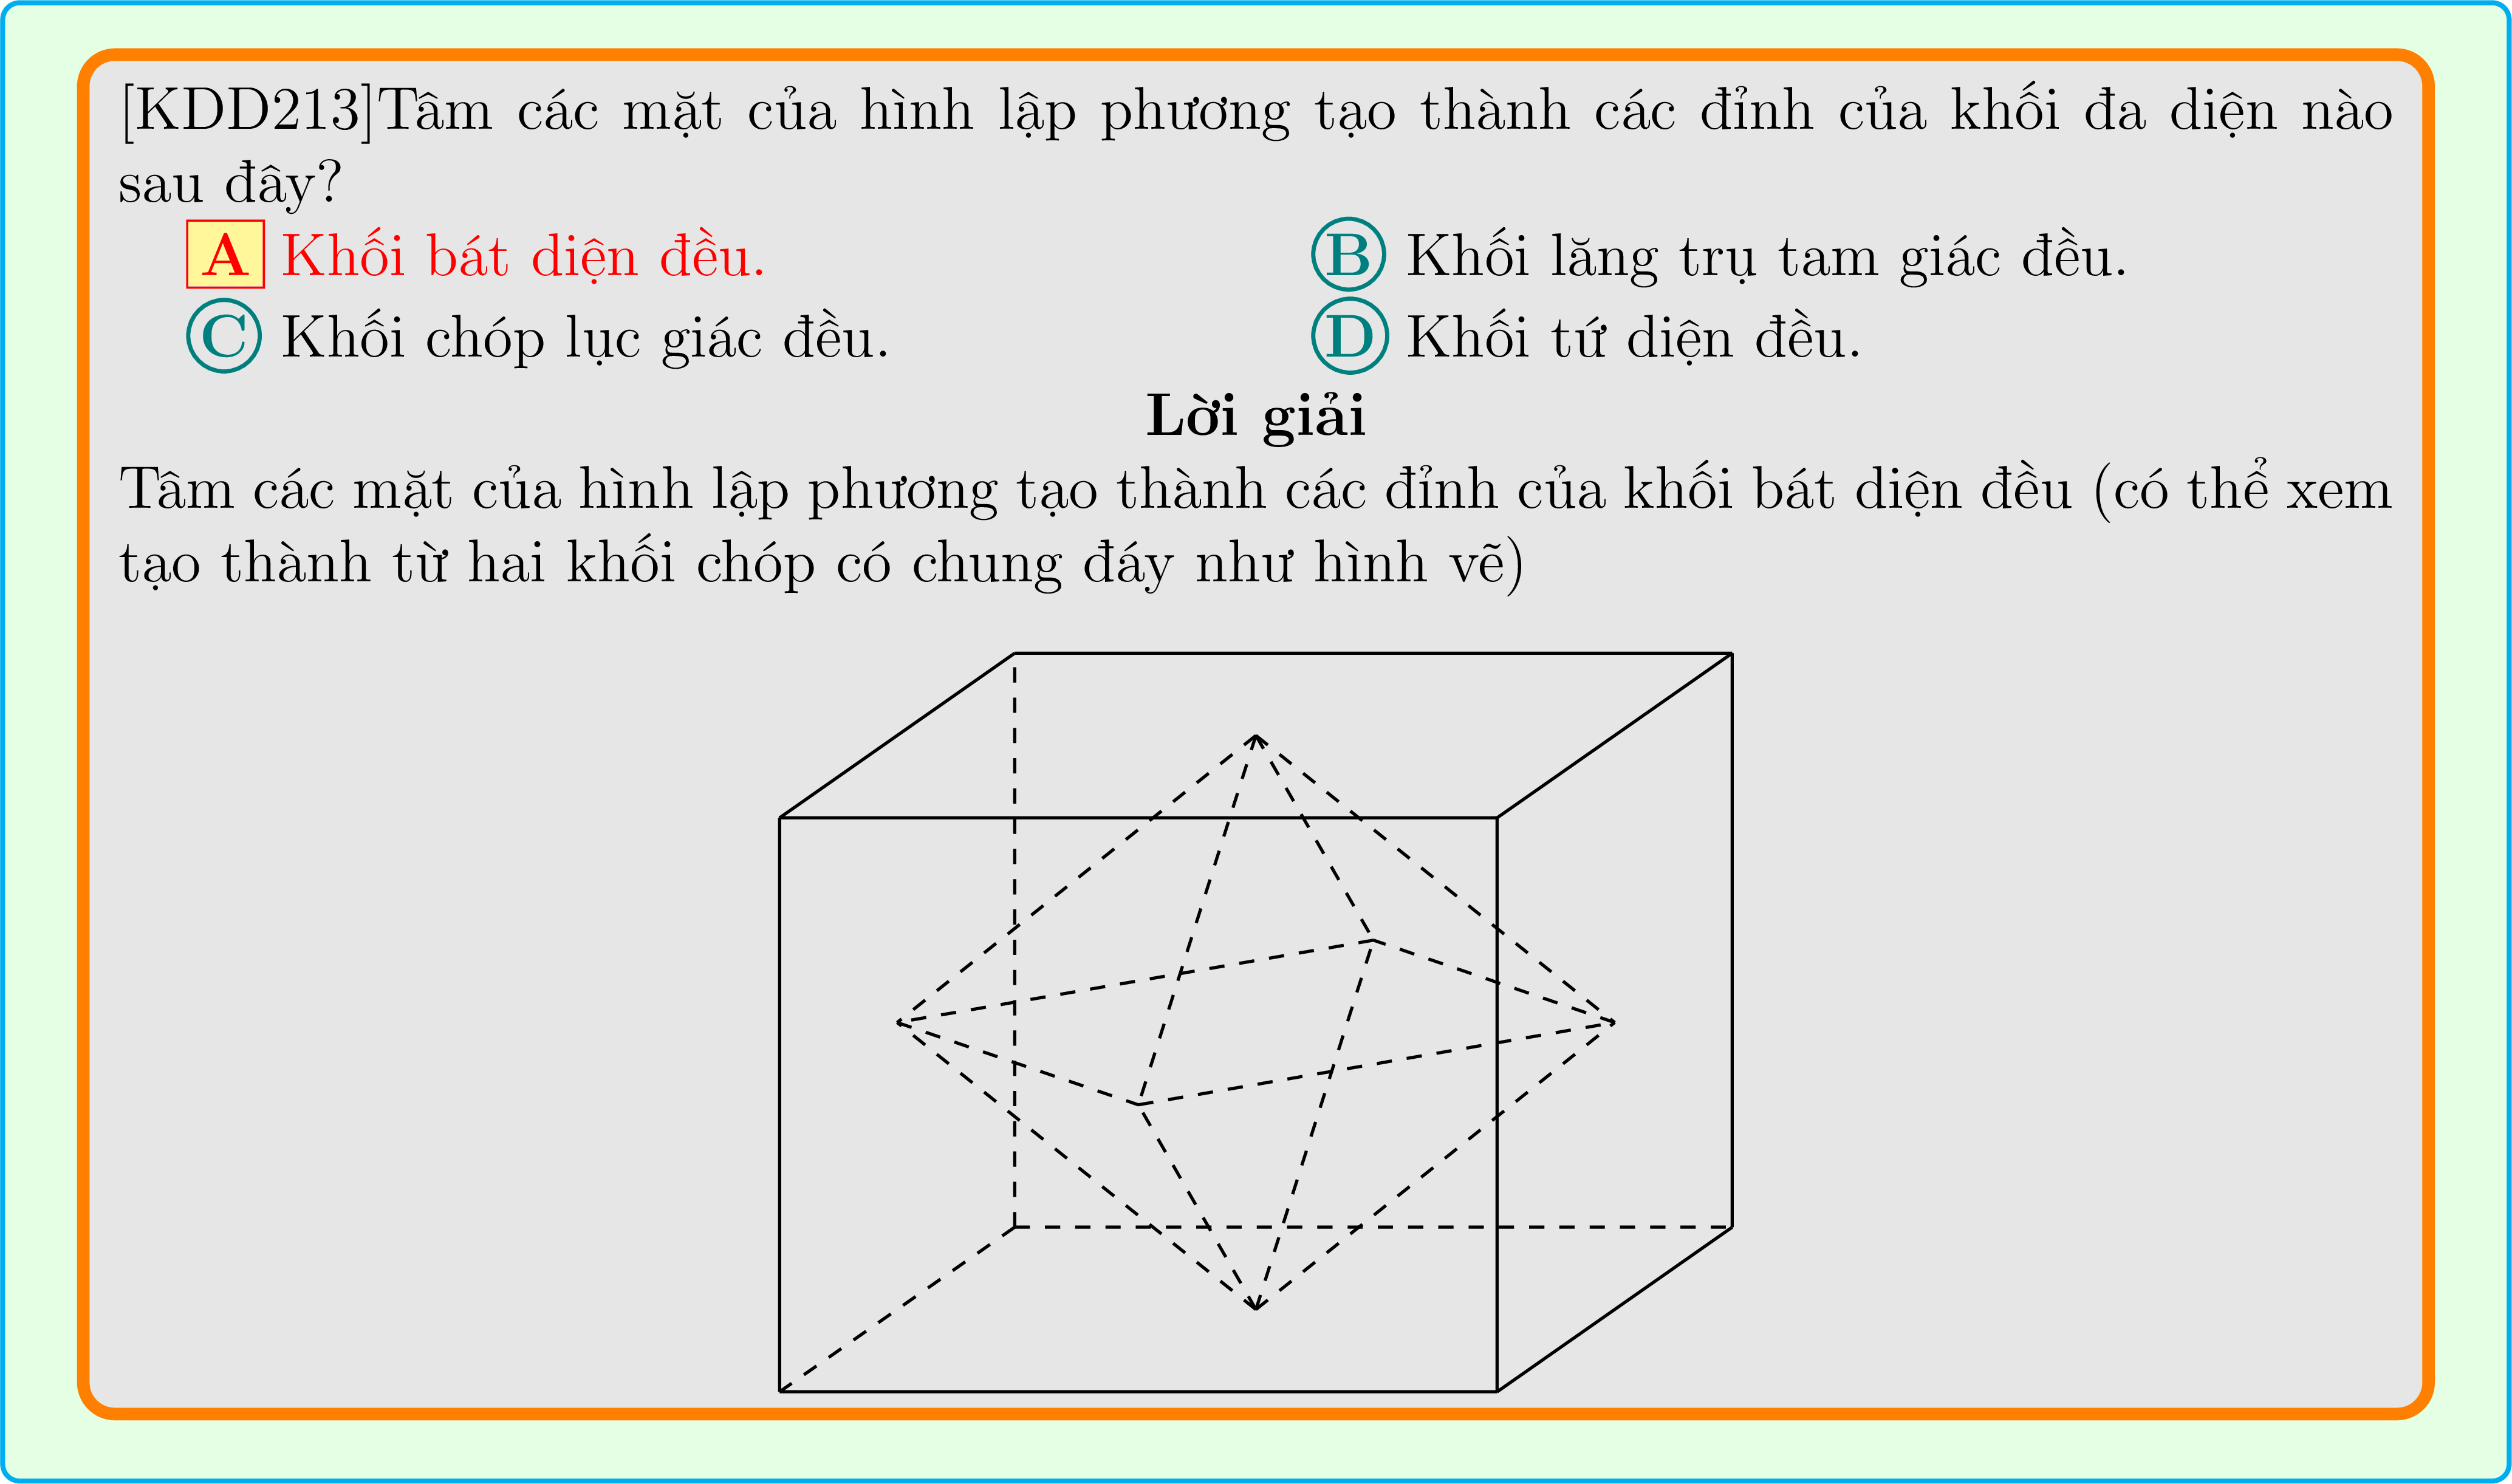 [KDD213]Tâm các mặt của hình lập phương tạo thành các đỉnh của khối đa diện nào
sau đây?
A Khối bát diện đều.
B Khối lăng trụ tam giác đều.
C Khối chóp lục giác đều.
D Khối tứ diện đều.
Lời giải
Tâm các mặt của hình lập phương tạo thành các đỉnh của khối bát diện đều (có thể xem
tạo thành từ hai khối chóp có chung đáy như hình vẽ)